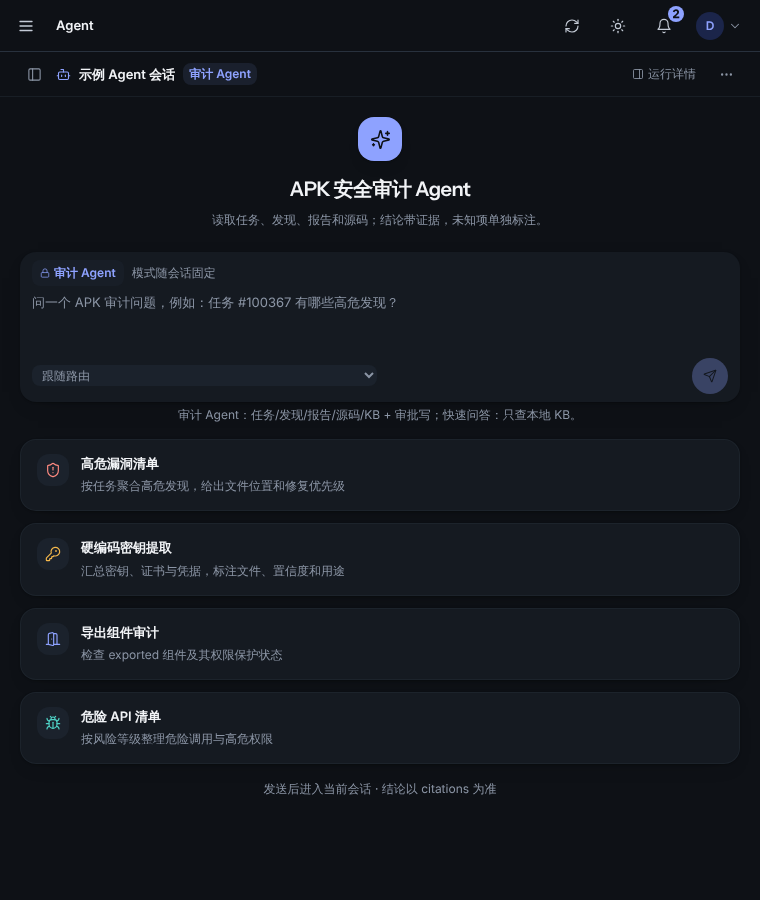 Agent
2
D
示例 Agent 会话
审计 Agent
运行详情
APK 安全审计 Agent
读取任务、发现、报告和源码；结论带证据，未知项单独标注。
审计 Agent
模式随会话固定
问一个 APK 审计问题，例如：任务 #100367 有哪些高危发现？
跟随路由
审计 Agent：任务/发现/报告/源码/KB + 审批写；快速问答：只查本地 KB。
高危漏洞清单
按任务聚合高危发现，给出文件位置和修复优先级
硬编码密钥提取
汇总密钥、证书与凭据，标注文件、置信度和用途
导出组件审计
检查 exported 组件及其权限保护状态
危险 API 清单
按风险等级整理危险调用与高危权限
发送后进入当前会话 · 结论以 citations 为准